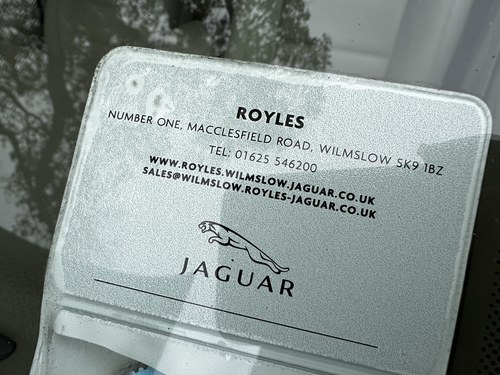 ROYLES
NUMBER ONE, MACCLESFIELD ROAD, WILMSLOW SK9 1BZ
TEL: 01625 546200
WWW.ROYLES.WILMSLOW.JAGUAR.CO.UK
SALES@WILMSLOW.ROYLES-JAGUAR.CO.UK
JAGUAR